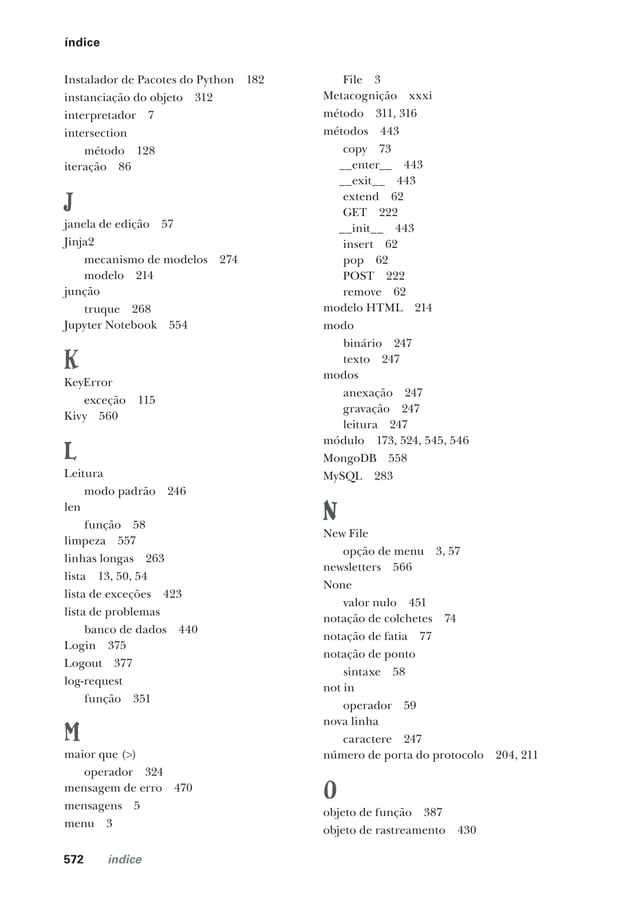 índice
Instalador de Pacotes do Python 182
instanciação do objeto 312
interpretador 7
intersection
método 128
iteração 86
J
janela de edição 57
Jinja2
mecanismo de modelos 274
modelo 214
junção
truque 268
Jupyter Notebook 554
K
KeyError
exceção 115
Kivy 560
L
Leitura
modo padrão 246
len
função 58
limpeza 557
linhas longas 263
lista 13, 50, 54
lista de exceções 423
lista de problemas
banco de dados 440
Login 375
Logout 377
log-request
função 351
M
maior que (>)
operador 324
mensagem de erro 470
mensagens 5
menu 3
File 3
Metacognição xxxi
método 311, 316
métodos 443
copy 73
__enter__ 443
__exit__ 443
extend 62
GET 222
__init__ 443
insert 62
pop 62
POST 222
remove 62
modelo HTML 214
modo
binário 247
texto 247
modos
anexação 247
gravação 247
leitura 247
módulo 173, 524, 545, 546
MongoDB 558
MySQL 283
N
New File
opção de menu 3, 57
newsletters 566
None
valor nulo 451
notação de colchetes 74
notação de fatia 77
notação de ponto
sintaxe 58
not in
operador 59
nova linha
caractere 247
número de porta do protocolo 204, 211
O
objeto de função 387
objeto de rastreamento 430
572 índice